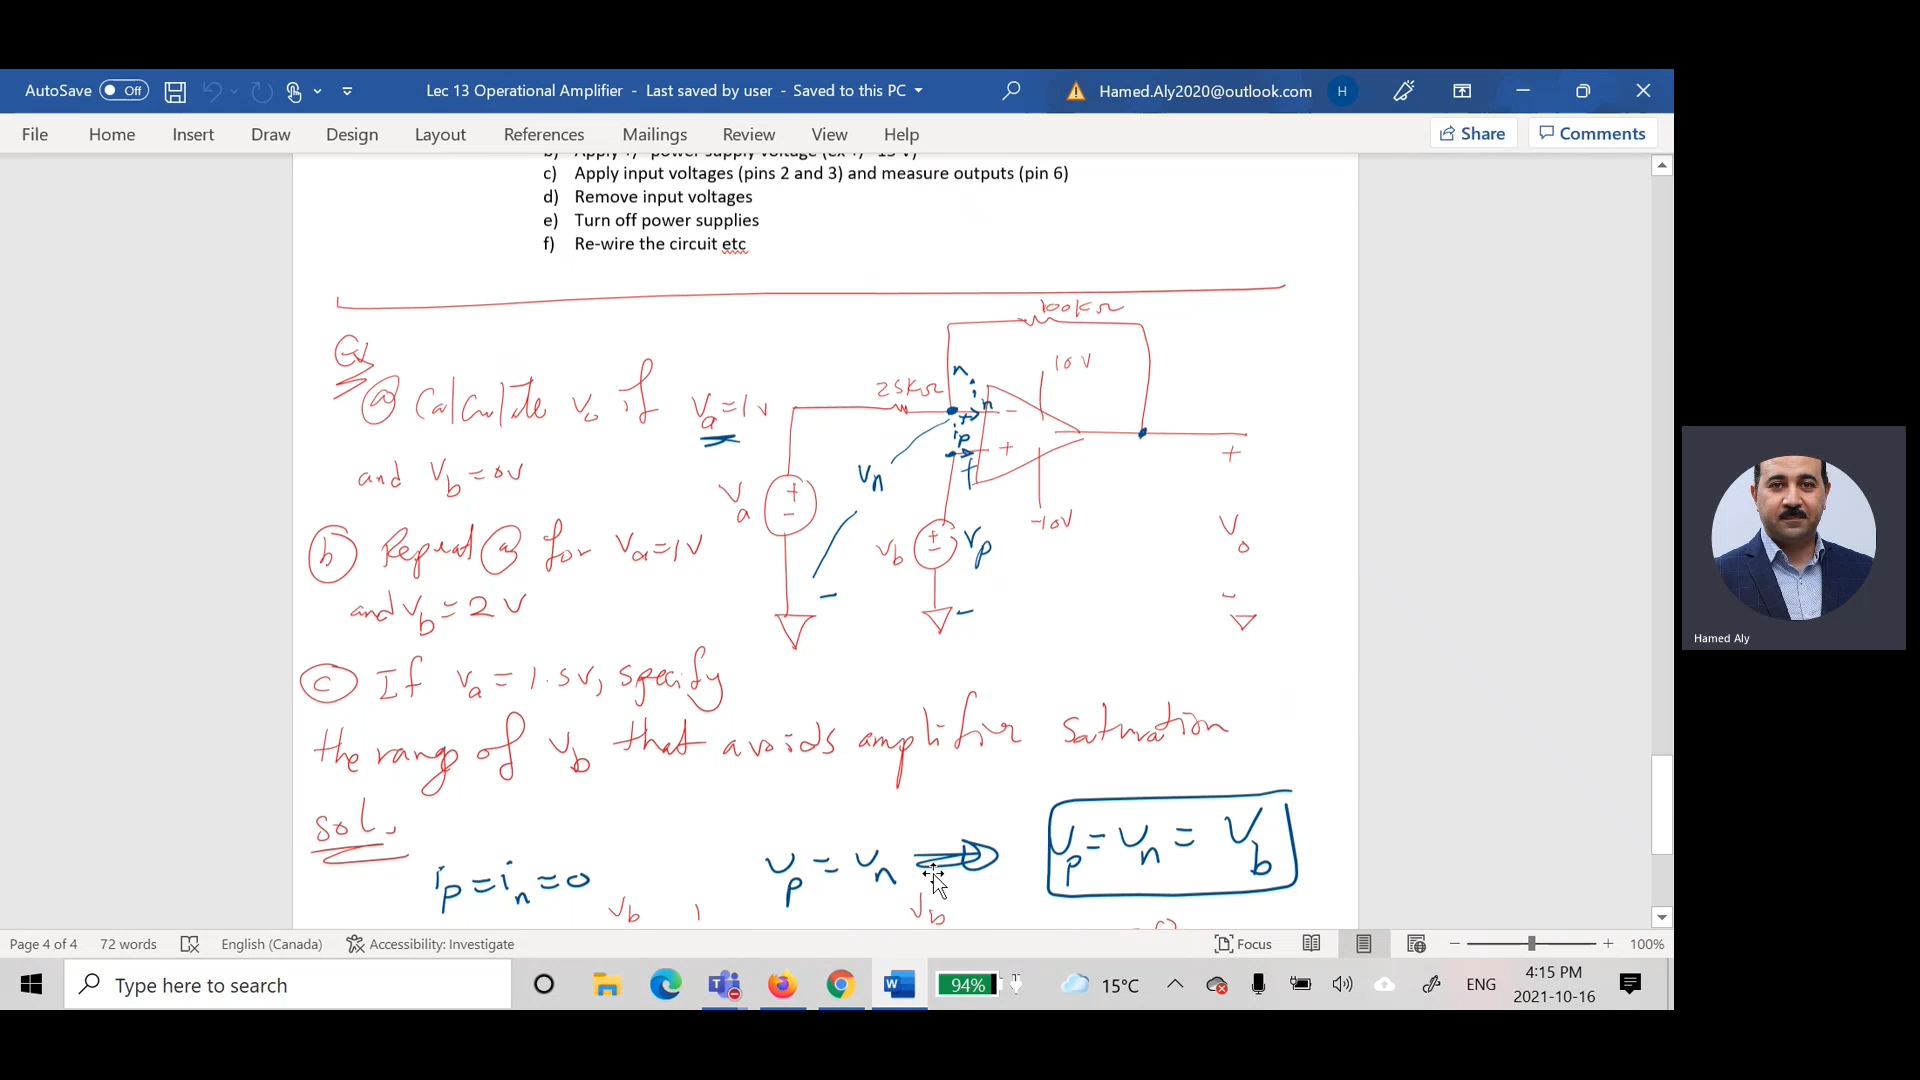 AutoSave Off Lec 13 Operational Amplifier - Last saved by user - Saved to this PC Hamed.Aly2020@outlook.com H
File Home Insert Draw Design Layout References Mailings Review View Help Share Comments
c) Apply input voltages (pins 2 and 3) and measure outputs (pin 6)
d) Remove input voltages
e) Turn off power supplies
f) Re-wire the circuit etc
100KΩ
Ex
10V
25KΩ
n
in
(a) Calculate Vo if Va=1v
- 
ip
+
+
and Vb=0v
Vn
Va
+
-
-10V
Vo
Vb
+
-
Vp
(b) Repeat (a) for Va=1V
and Vb=2V
-
-
-
(c) If Va=1.5v, specify
the range of Vb that avoids amplifier saturation
sol.
ip=in=0
Vp=Vn
Vp=Vn=Vb
Vb
Vb
Hamed Aly
Page 4 of 4 72 words English (Canada) Accessibility: Investigate Focus - + 100%
Type here to search 94% 15°C ENG 4:15 PM
2021-10-16